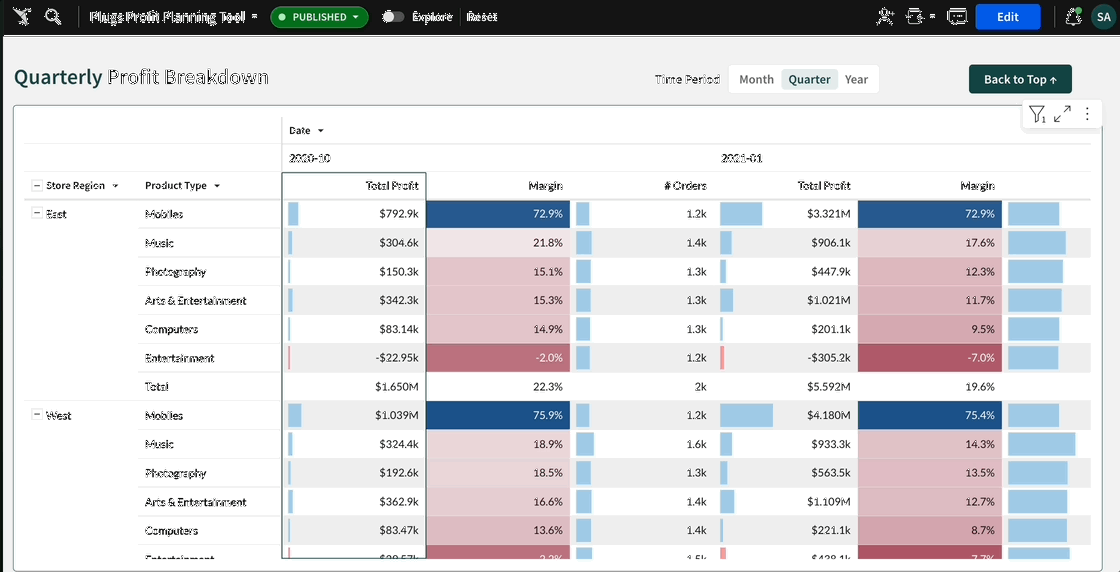 Plugs Profit Planning Tool PUBLISHED Explore Reset Edit SA
Quarterly Profit Breakdown Time Period Month Quarter Year Back to Top ↑
1
Date
2020-10 2021-01
Store Region Product Type Total Profit Margin # Orders Total Profit Margin
East Mobiles $792.9k 72.9% 1.2k $3.321M 72.9%
Music $304.6k 21.8% 1.4k $906.1k 17.6%
Photography $150.3k 15.1% 1.3k $447.9k 12.3%
Arts & Entertainment $342.3k 15.3% 1.3k $1.021M 11.7%
Computers $83.14k 14.9% 1.3k $201.1k 9.5%
Entertainment -$22.95k -2.0% 1.2k -$305.2k -7.0%
Total $1.650M 22.3% 2k $5.592M 19.6%
West Mobiles $1.039M 75.9% 1.2k $4.180M 75.4%
Music $324.4k 18.9% 1.6k $933.3k 14.3%
Photography $192.6k 18.5% 1.3k $563.5k 13.5%
Arts & Entertainment $362.9k 16.6% 1.4k $1.109M 12.7%
Computers $83.47k 13.6% 1.4k $221.1k 8.7%
Entertainment